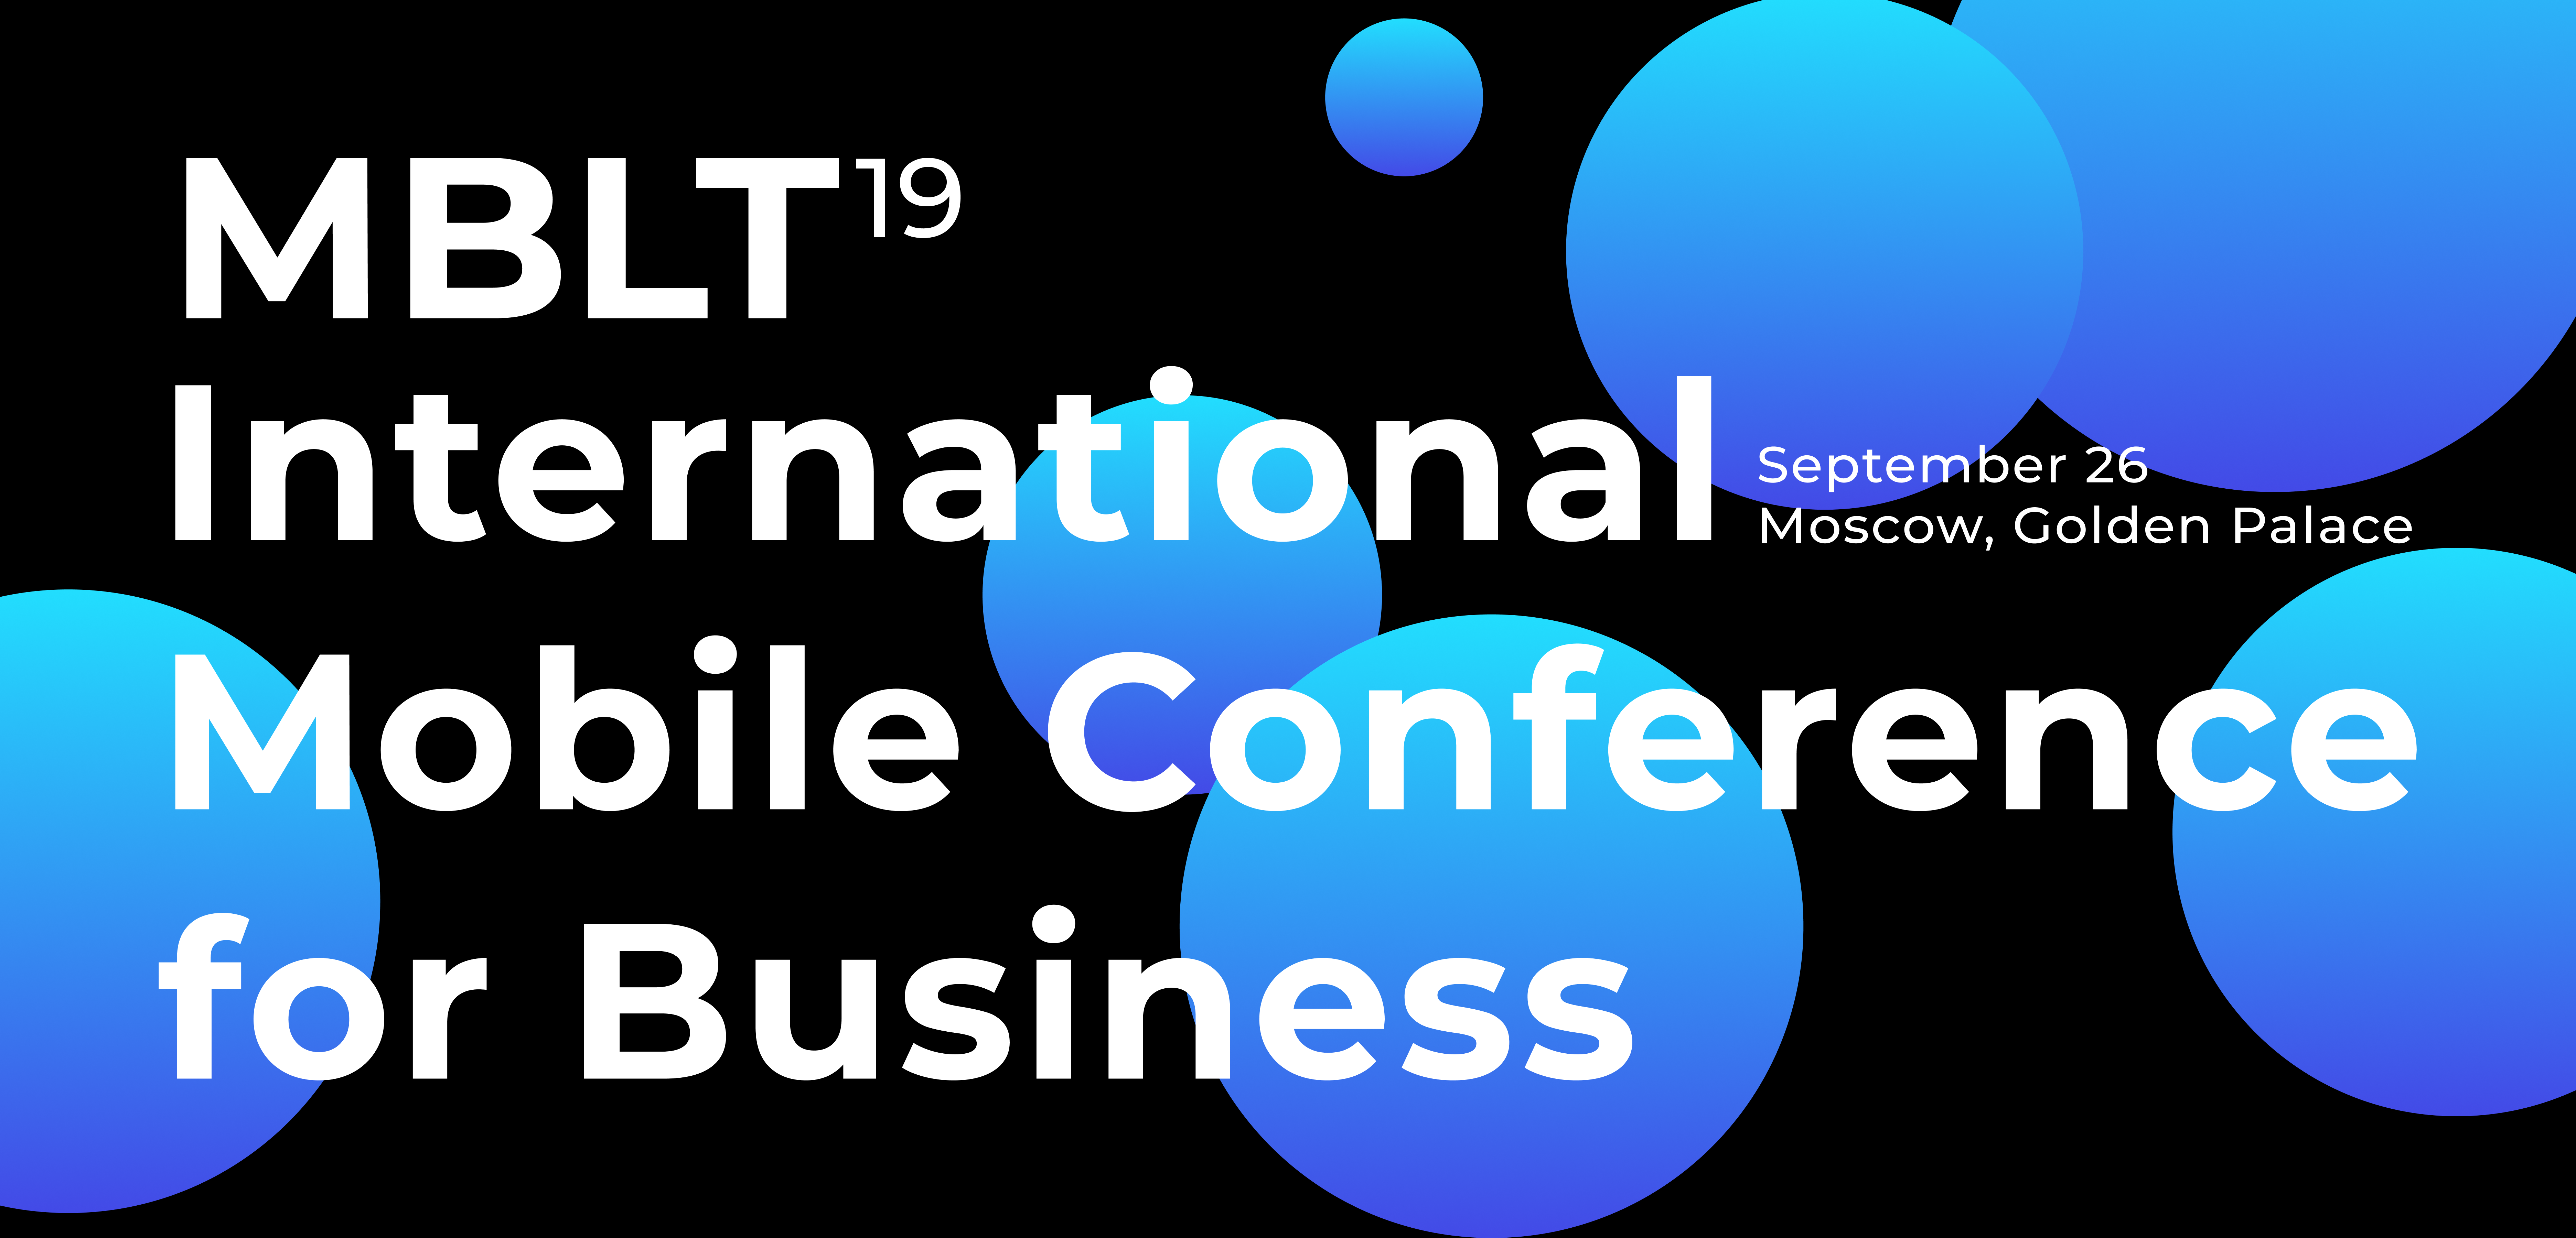 MBLT19
International
September 26
Moscow, Golden Palace
Mobile Conference
for Business